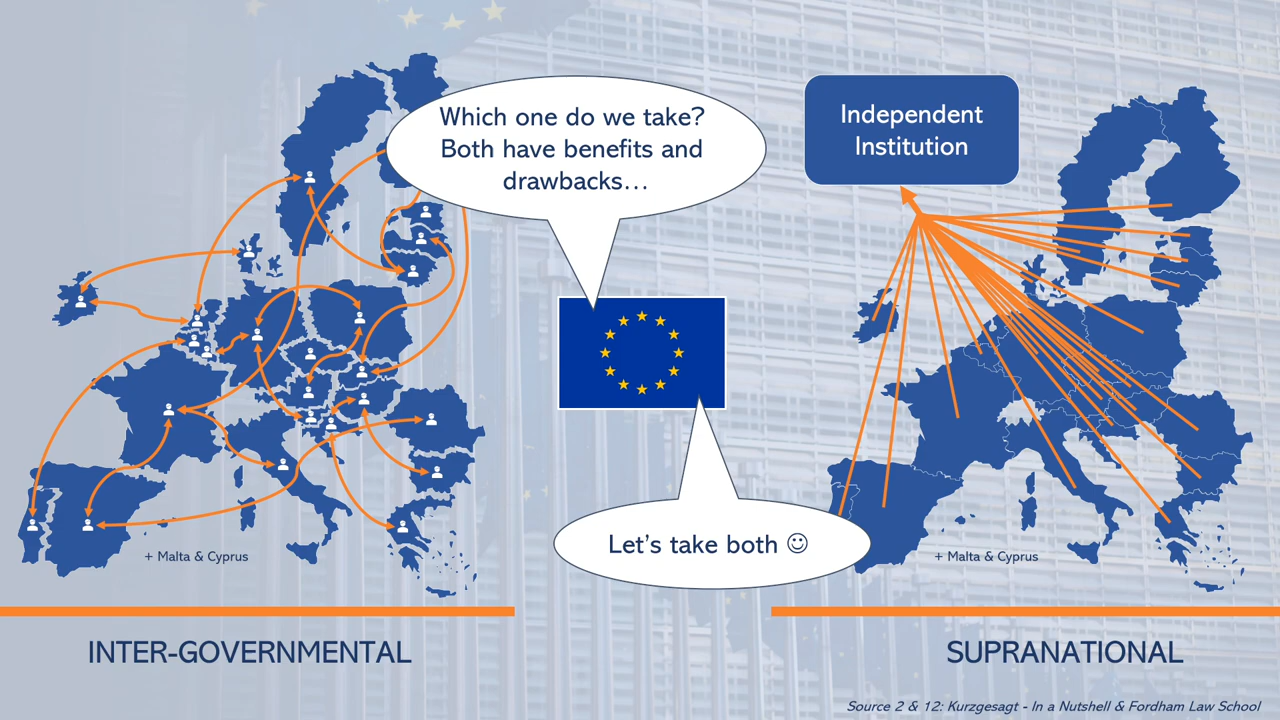 Which one do we take?
Both have benefits and
drawbacks…
Independent
Institution
Let's take both ☺
+ Malta & Cyprus
+ Malta & Cyprus
INTER-GOVERNMENTAL
SUPRANATIONAL
Source 2 & 12: Kurzgesagt - In a Nutshell & Fordham Law School